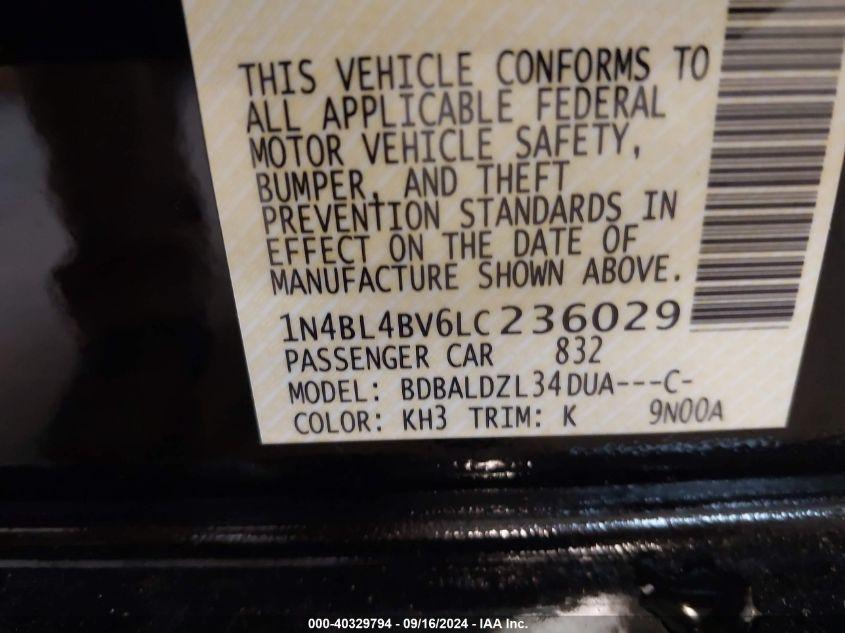 THIS VEHICLE CONFORMS TO
ALL APPLICABLE FEDERAL
MOTOR VEHICLE SAFETY,
BUMPER, AND THEFT
PREVENTION STANDARDS IN
EFFECT ON THE DATE OF
MANUFACTURE SHOWN ABOVE.
1N4BL4BV6LC236029
PASSENGER CAR 832
MODEL: BDBALDZL34DUA---C-
COLOR: KH3 TRIM: K 9N00A
000-40329794 - 09/16/2024 - IAA Inc.